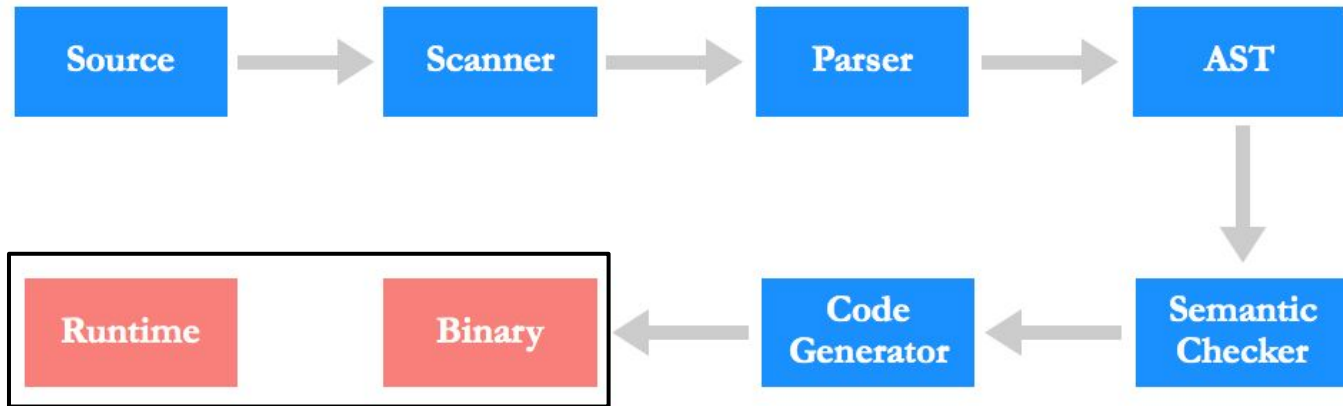 Source
Scanner
Parser
AST
Semantic
Checker
Code
Generator
Binary
Runtime